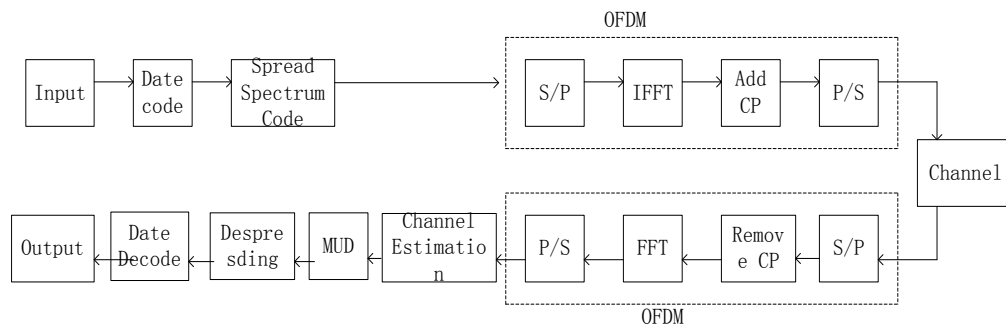 OFDM
Input
Date
code
Spread
Spectrum
Code
S/P
IFFT
Add
CP
P/S
Channel
Output
Date
Decode
Despre
sding
MUD
Channel
Estimatio
n
P/S
FFT
Remov
e CP
S/P
OFDM